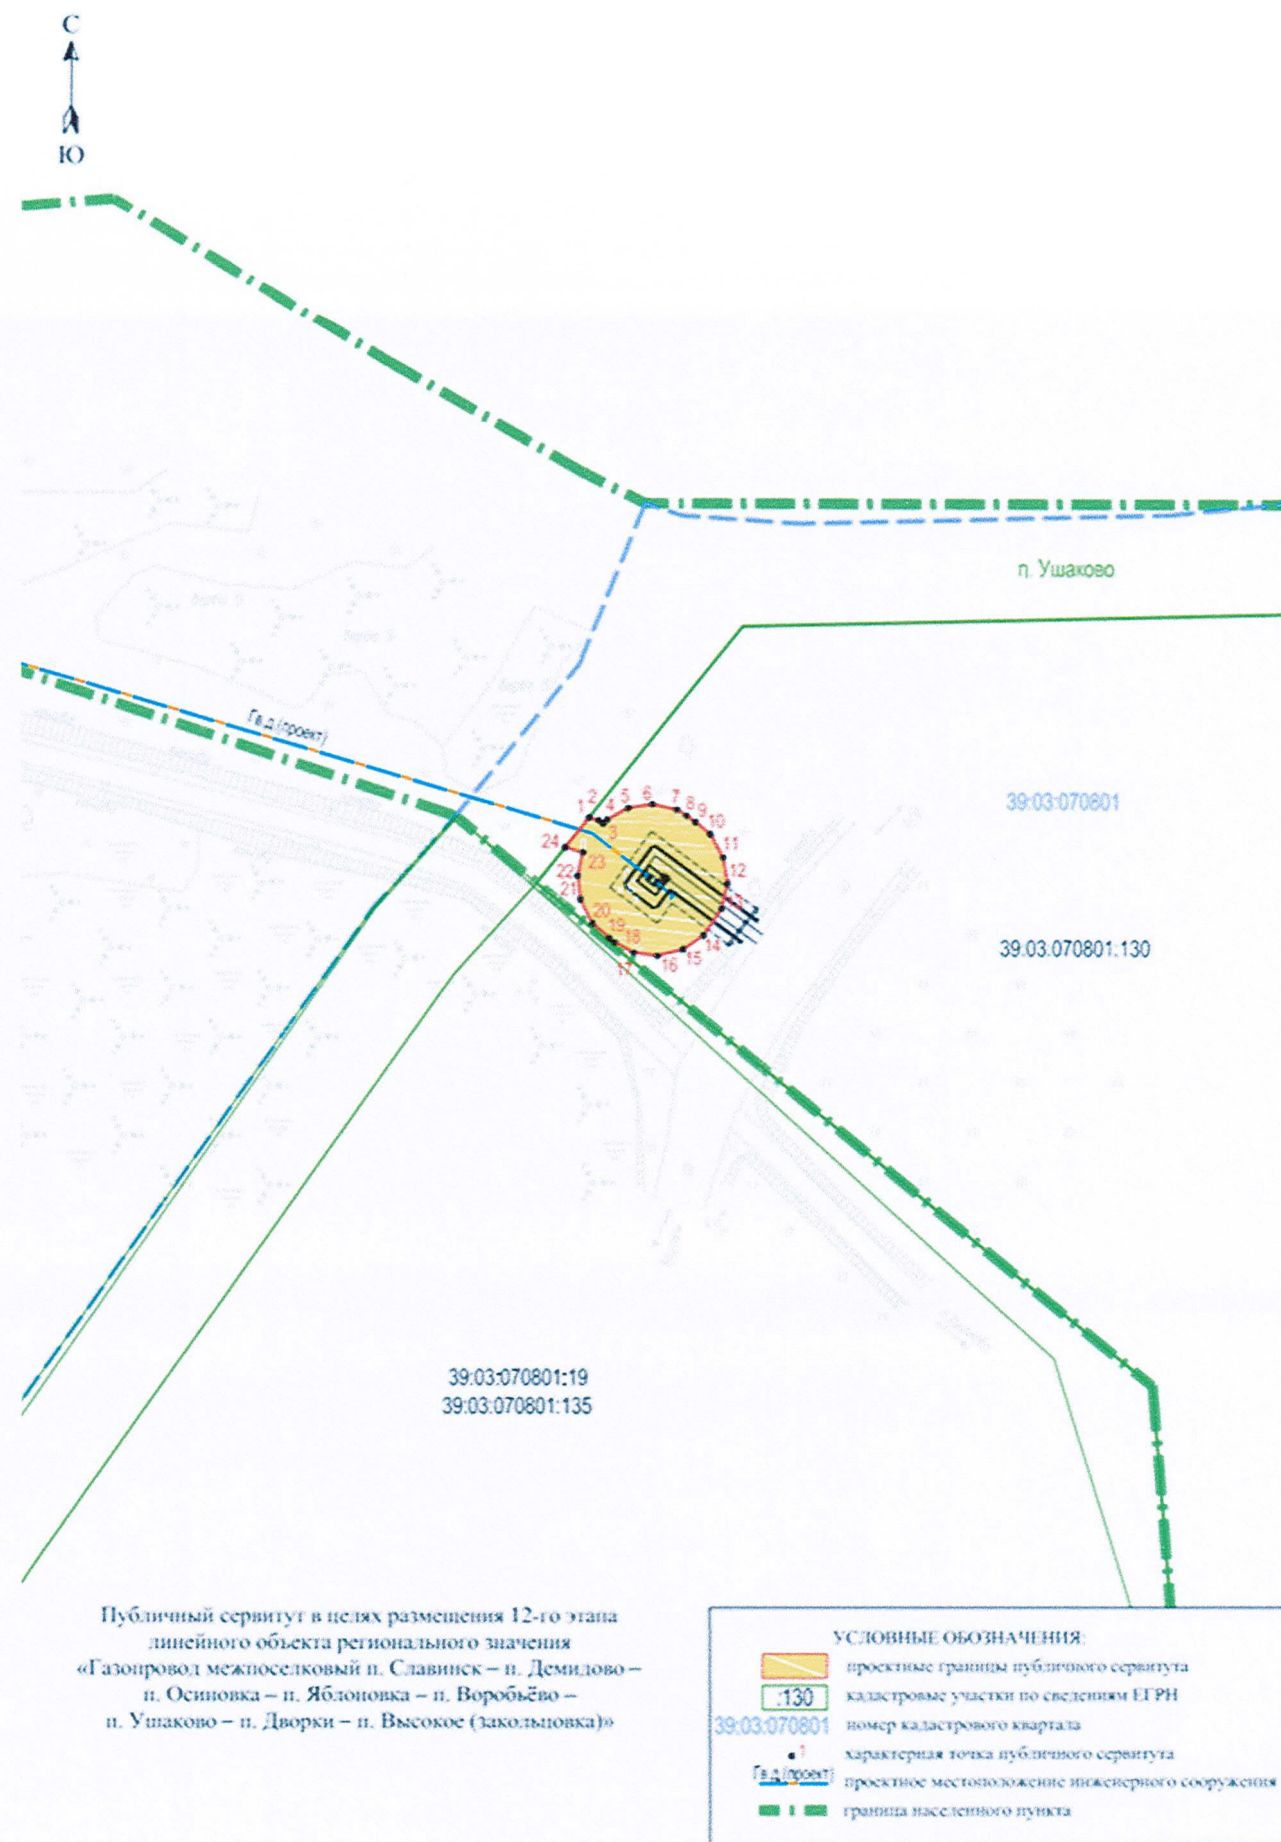 С
Ю
п. Ушаково
Гв.д.(проект)
39:03:070801
1
2
3
4
5
6
7
8
9
10
11
12
13
14
15
16
17
18
19
20
21
22
23
24
39:03:070801:130
39:03:070801:19
39:03:070801:135
Публичный сервитут в целях размещения 12-го этапа
линейного объекта регионального значения
«Газопровод межпоселковый п. Славинск – п. Демидово –
п. Осиновка – п. Яблоновка – п. Воробьёво –
п. Ушаково – п. Дворки – п. Высокое (закольцовка)»
УСЛОВНЫЕ ОБОЗНАЧЕНИЯ:
проектные границы публичного сервитута
:130 кадастровые участки по сведениям ЕГРН
39:03:070801 номер кадастрового квартала
1 характерная точка публичного сервитута
Гв.д.(проект) проектное местоположение инженерного сооружения
граница населенного пункта